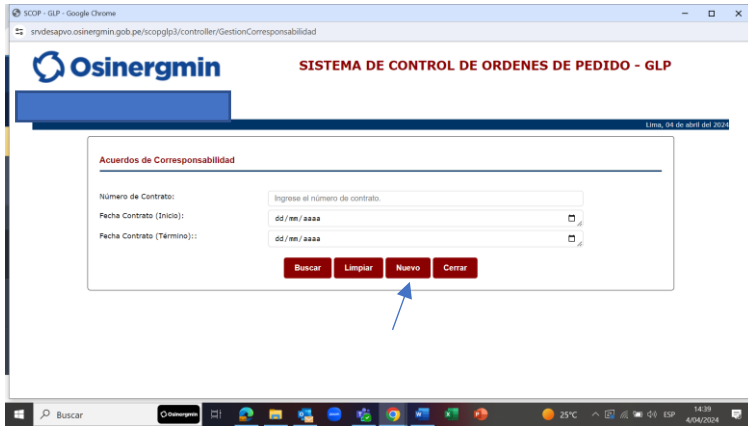 SCOP - GLP - Google Chrome
srvdesapvo.osinergmin.gob.pe/scopglp3/controller/GestionCorresponsabilidad
Osinergmin
SISTEMA DE CONTROL DE ORDENES DE PEDIDO - GLP
Lima, 04 de abril del 2024
Acuerdos de Corresponsabilidad
Número de Contrato:
Ingrese el número de contrato.
Fecha Contrato (Inicio):
dd/mm/aaaa
Fecha Contrato (Término)::
dd/mm/aaaa
Buscar Limpiar Nuevo Cerrar
Buscar
Osinergmin
25°C
ESP
14:39
4/04/2024